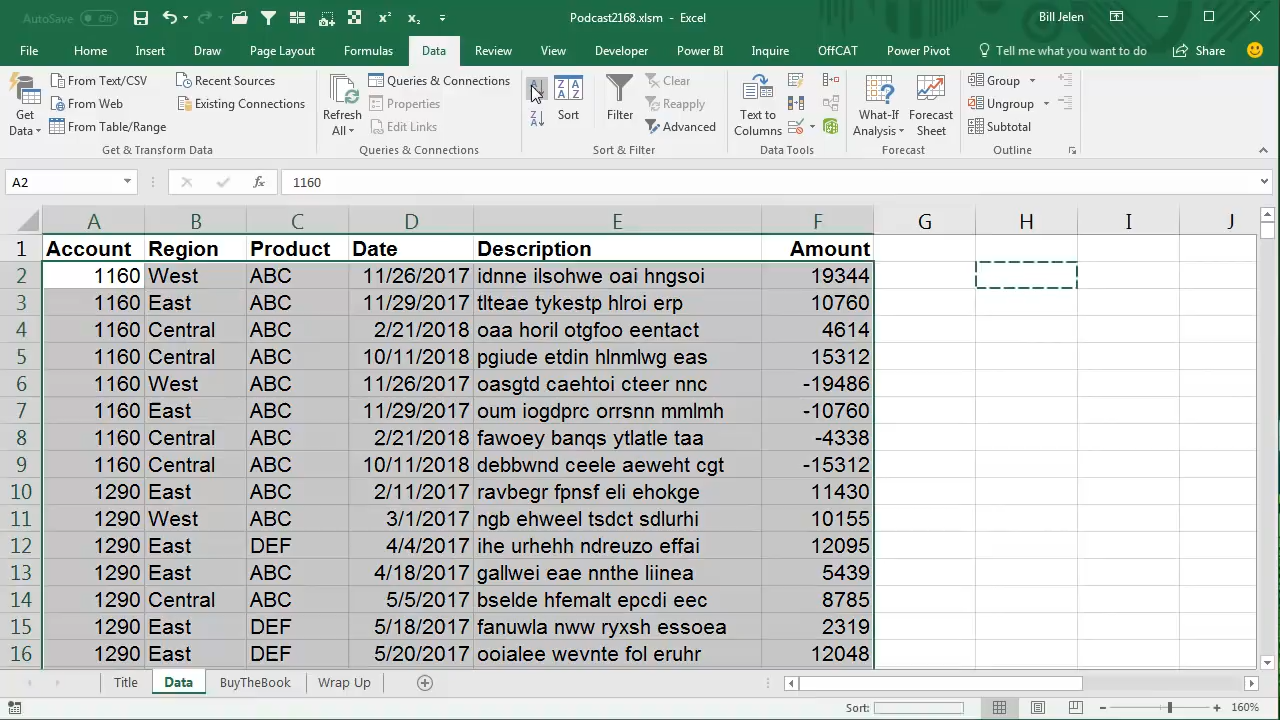 AutoSave Off Podcast2168.xlsm - Excel Bill Jelen
File Home Insert Draw Page Layout Formulas Data Review View Developer Power BI Inquire OffCAT Power Pivot Tell me what you want to do Share
Get Data
From Text/CSV
From Web
From Table/Range
Recent Sources
Existing Connections
Get & Transform Data
Refresh All
Queries & Connections
Properties
Edit Links
Queries & Connections
Sort
Filter
Clear
Reapply
Advanced
Sort & Filter
Text to Columns
Data Tools
What-If Analysis
Forecast Sheet
Forecast
Group
Ungroup
Subtotal
Outline
A2 fx 1160
A B C D E F G H I J
1 Account Region Product Date Description Amount
2 1160 West ABC 11/26/2017 idnne ilsohwe oai hngsoi 19344
3 1160 East ABC 11/29/2017 tlteae tykestp hlroi erp 10760
4 1160 Central ABC 2/21/2018 oaa horil otgfoo eentact 4614
5 1160 Central ABC 10/11/2018 pgiude etdin hlnmlwg eas 15312
6 1160 West ABC 11/26/2017 oasgtd caehtoi cteer nnc -19486
7 1160 East ABC 11/29/2017 oum iogdprc orrsnn mmlmh -10760
8 1160 Central ABC 2/21/2018 fawoey banqs ytlatle taa -4338
9 1160 Central ABC 10/11/2018 debbwnd ceele aeweht cgt -15312
10 1290 East ABC 2/11/2017 ravbegr fpnsf eli ehokge 11430
11 1290 West ABC 3/1/2017 ngb ehweel tsdct sdlurhi 10155
12 1290 East DEF 4/4/2017 ihe urhehh ndreuzo effai 12095
13 1290 East ABC 4/18/2017 gallwei eae nnthe liinea 5439
14 1290 Central ABC 5/5/2017 bselde hfemalt epcdi eec 8785
15 1290 East DEF 5/18/2017 fanuwla nww ryxsh essoea 2319
16 1290 East DEF 5/20/2017 ooialee wevnte fol eruhr 12048
Title Data BuyTheBook Wrap Up
Sort: 160%